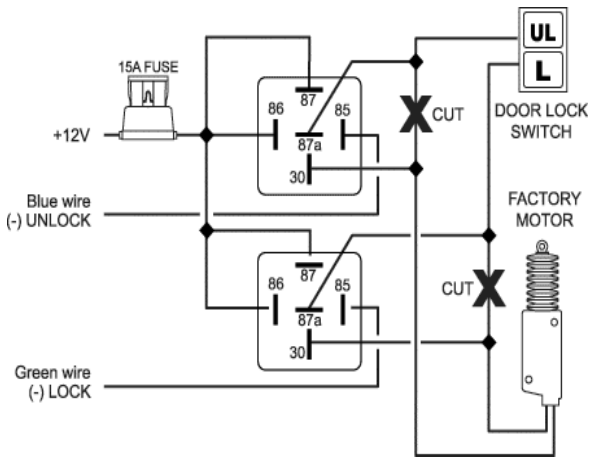 15A FUSE
+12V
86
87
85
87a
30
UL
L
DOOR LOCK
SWITCH
CUT
Blue wire
(-) UNLOCK
FACTORY
MOTOR
86
87
85
87a
30
CUT
Green wire
(-) LOCK